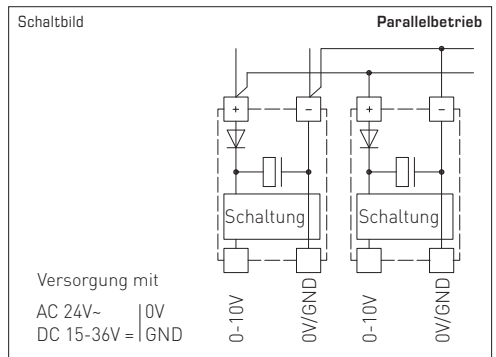 Schaltbild Parallelbetrieb
+ − + −
Schaltung Schaltung
Versorgung mit
AC 24V~ 0V
DC 15-36V = GND
0-10V
0V/GND
0-10V
0V/GND